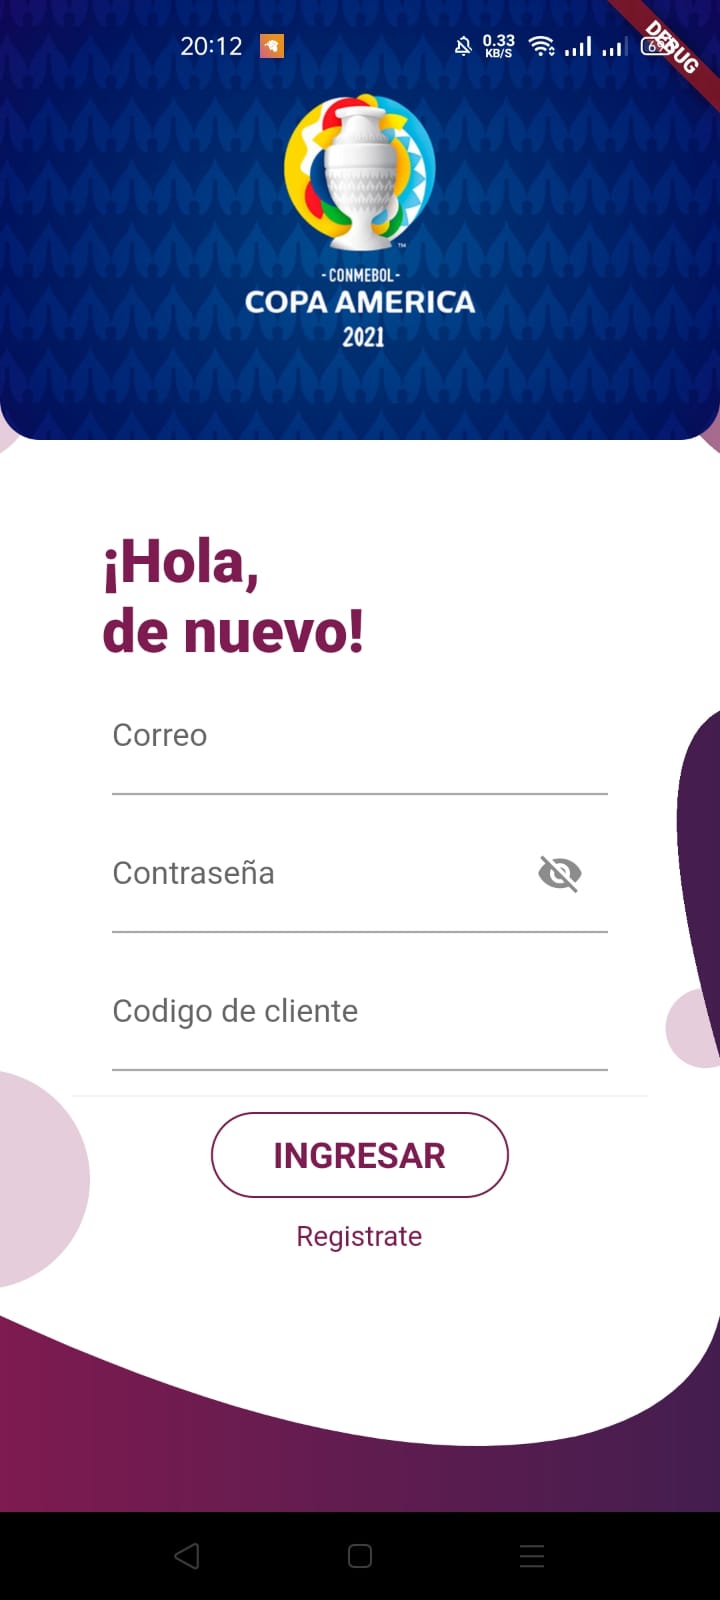 20:12
0.33
KB/S
DEBUG
TM
-CONMEBOL-
COPA AMERICA
2021
¡Hola,
de nuevo!
Correo
Contraseña
Codigo de cliente
INGRESAR
Registrate